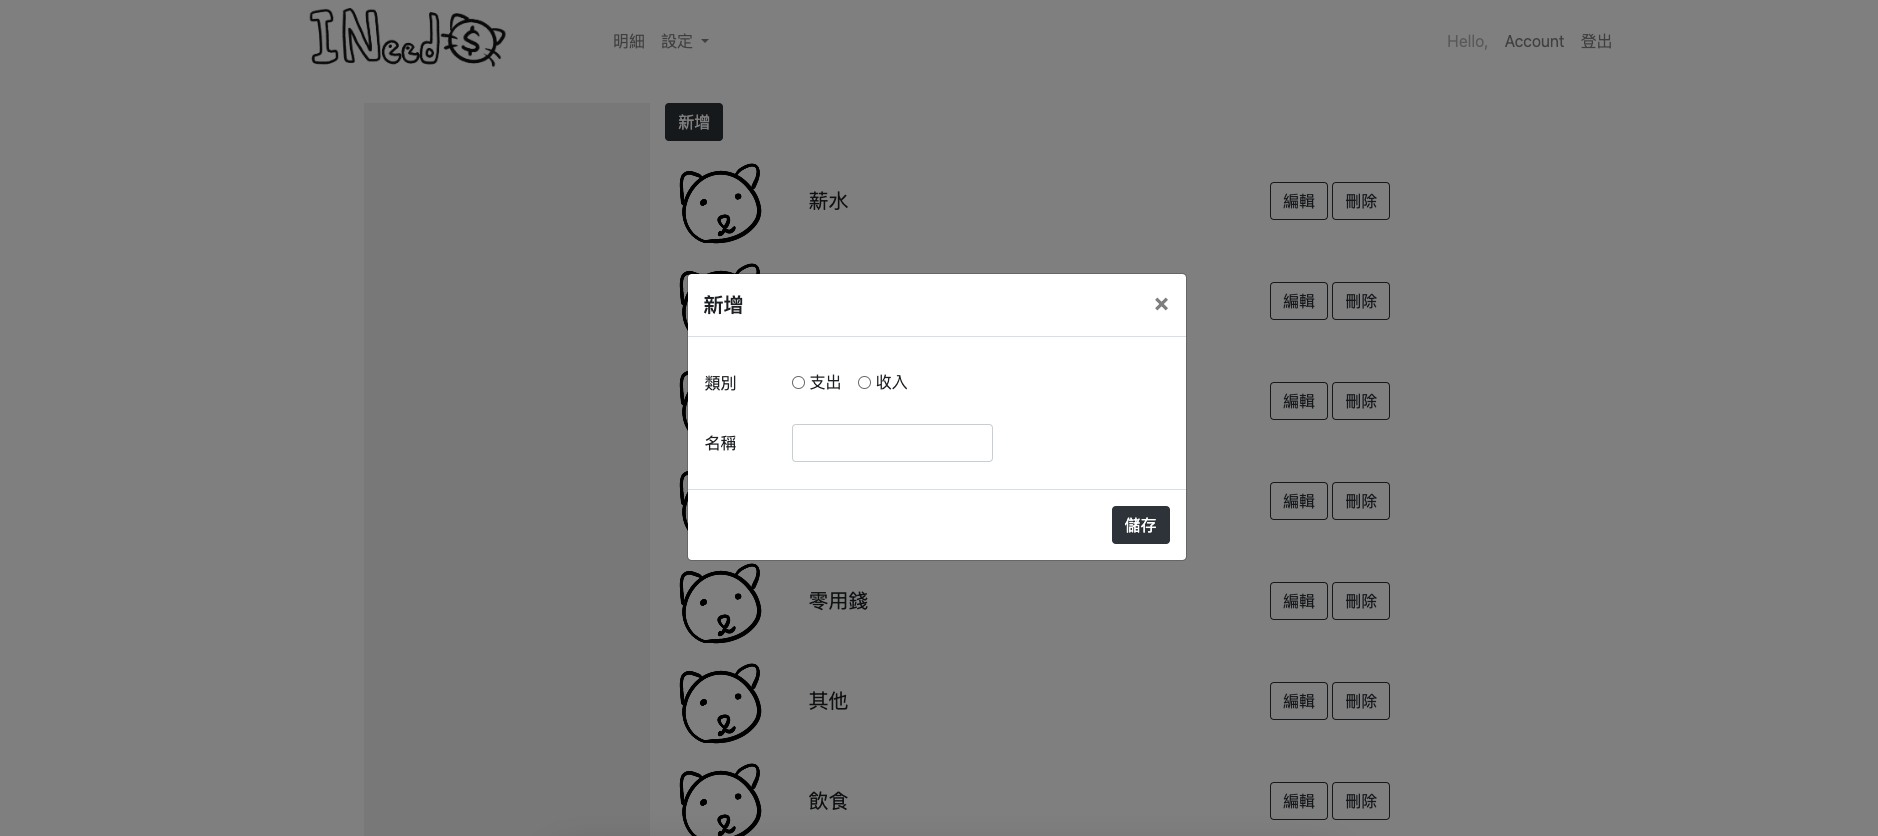 INeed$
明細 設定
Hello, Account 登出
新增
薪水 編輯 刪除
編輯 刪除
編輯 刪除
編輯 刪除
新增 ×
類別 支出 收入
名稱
儲存
零用錢 編輯 刪除
其他 編輯 刪除
飲食 編輯 刪除